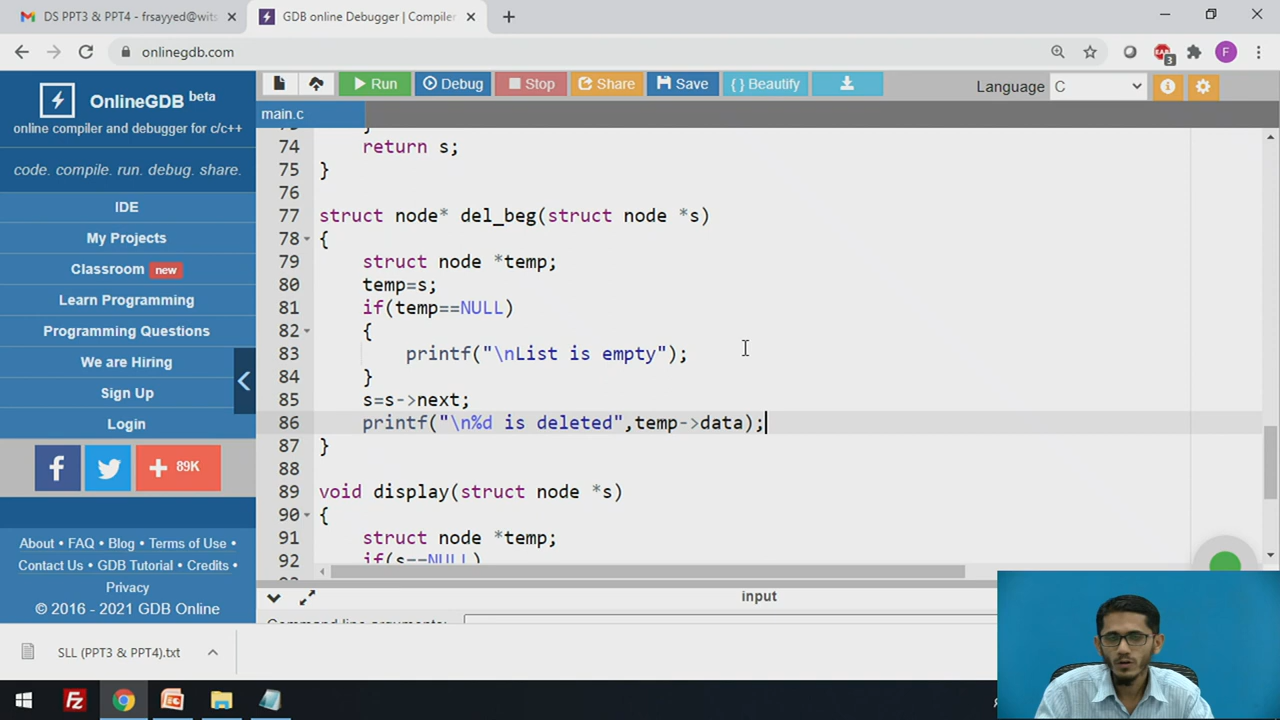 DS PPT3 & PPT4 - frsayyed@wits
GDB online Debugger | Compiler
onlinegdb.com
3
F
OnlineGDB beta
online compiler and debugger for c/c++
code. compile. run. debug. share.
IDE
My Projects
Classroom new
Learn Programming
Programming Questions
We are Hiring
Sign Up
Login
89K
About • FAQ • Blog • Terms of Use •
Contact Us • GDB Tutorial • Credits •
Privacy
© 2016 - 2021 GDB Online
Run Debug Stop Share Save { } Beautify
Language C
main.c
74 return s;
75 }
76
77 struct node* del_beg(struct node *s)
78 {
79 struct node *temp;
80 temp=s;
81 if(temp==NULL)
82 {
83 printf("\nList is empty");
84 }
85 s=s->next;
86 printf("\n%d is deleted",temp->data);
87 }
88
89 void display(struct node *s)
90 {
91 struct node *temp;
92 if(s==NULL)
input
Command line arguments:
SLL (PPT3 & PPT4).txt